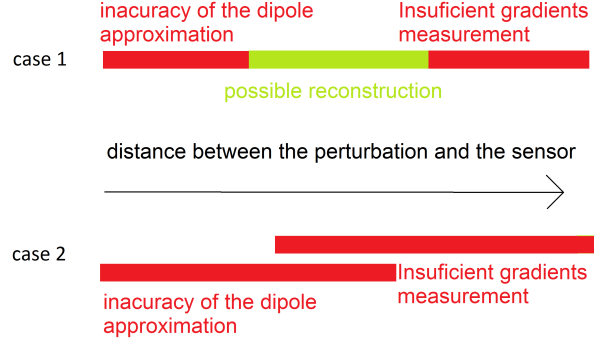 inacuracy of the dipole
approximation
Insuficient gradients
measurement
case 1
possible reconstruction
distance between the perturbation and the sensor
case 2
Insuficient gradients
measurement
inacuracy of the dipole
approximation